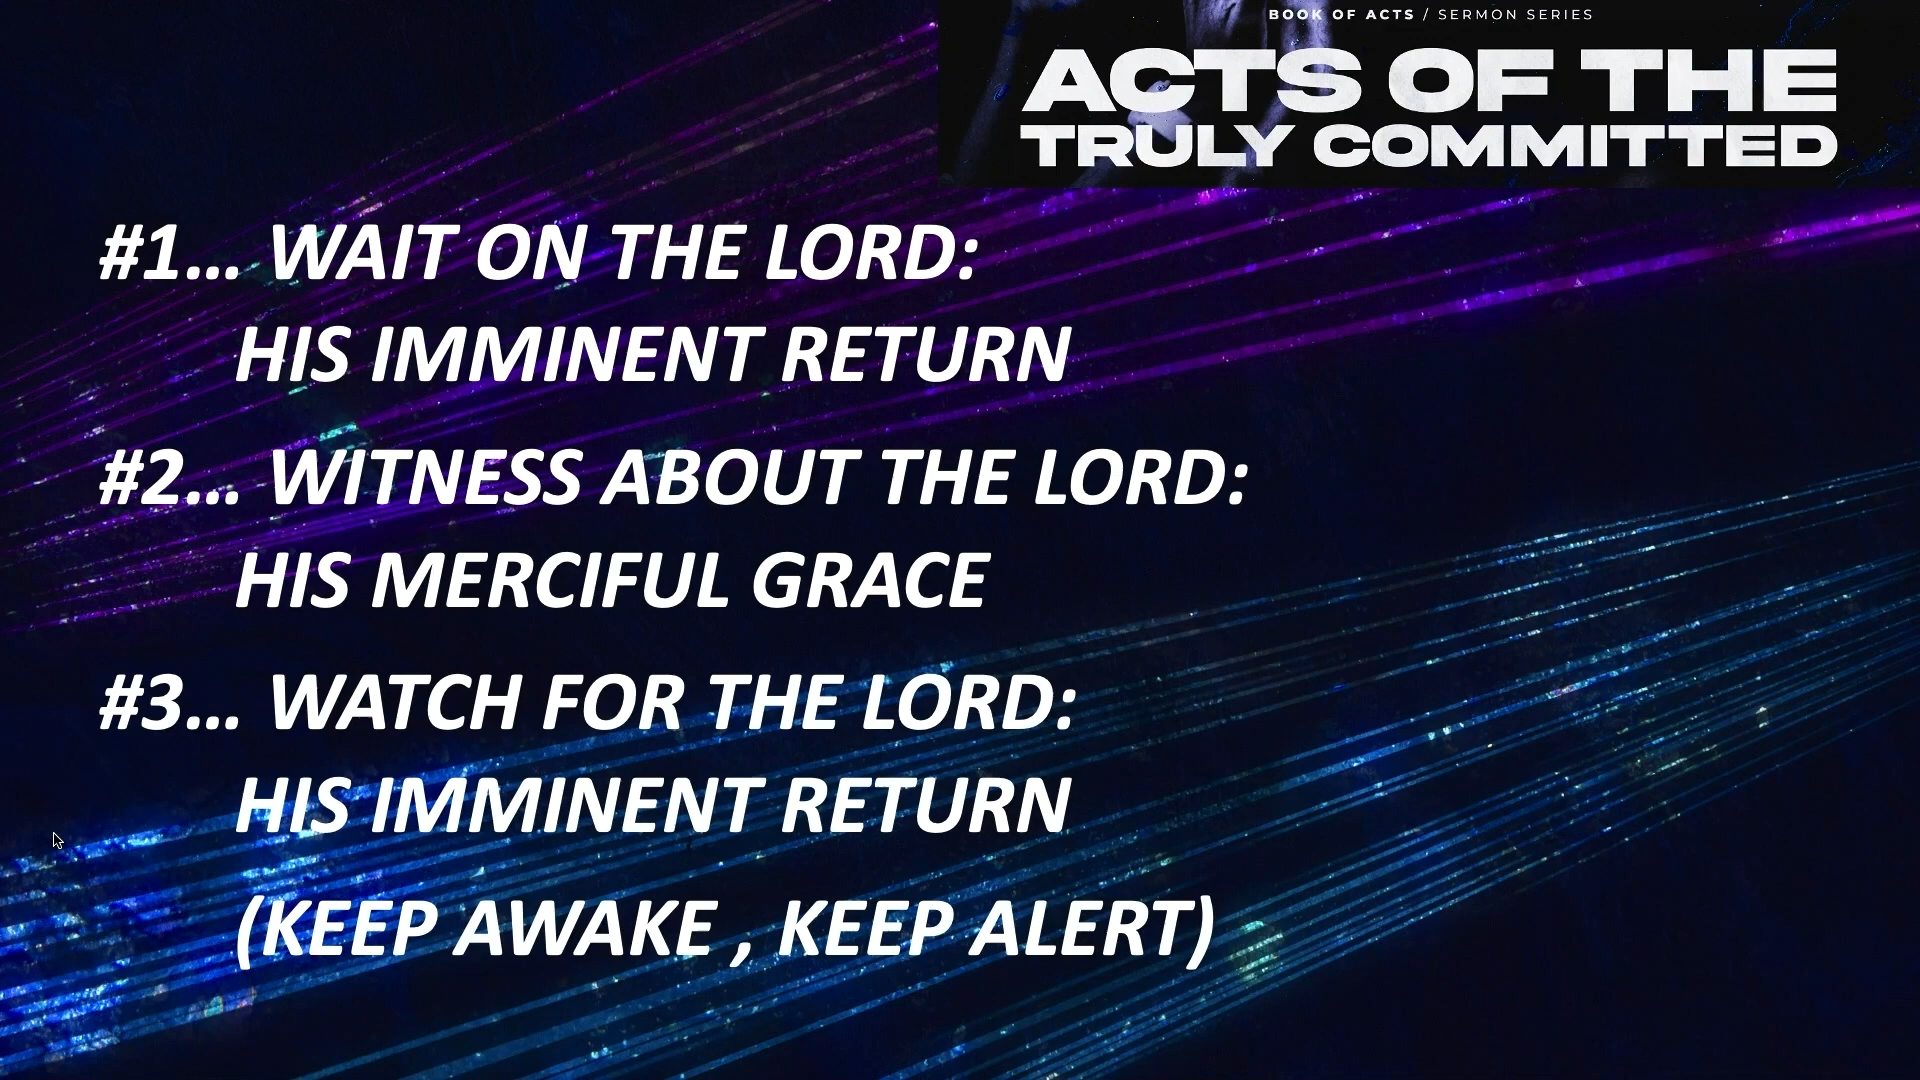 BOOK OF ACTS / SERMON SERIES
ACTS OF THE
TRULY COMMITTED
#1... WAIT ON THE LORD:
HIS IMMINENT RETURN
#2... WITNESS ABOUT THE LORD:
HIS MERCIFUL GRACE
#3... WATCH FOR THE LORD:
HIS IMMINENT RETURN
(KEEP AWAKE , KEEP ALERT)